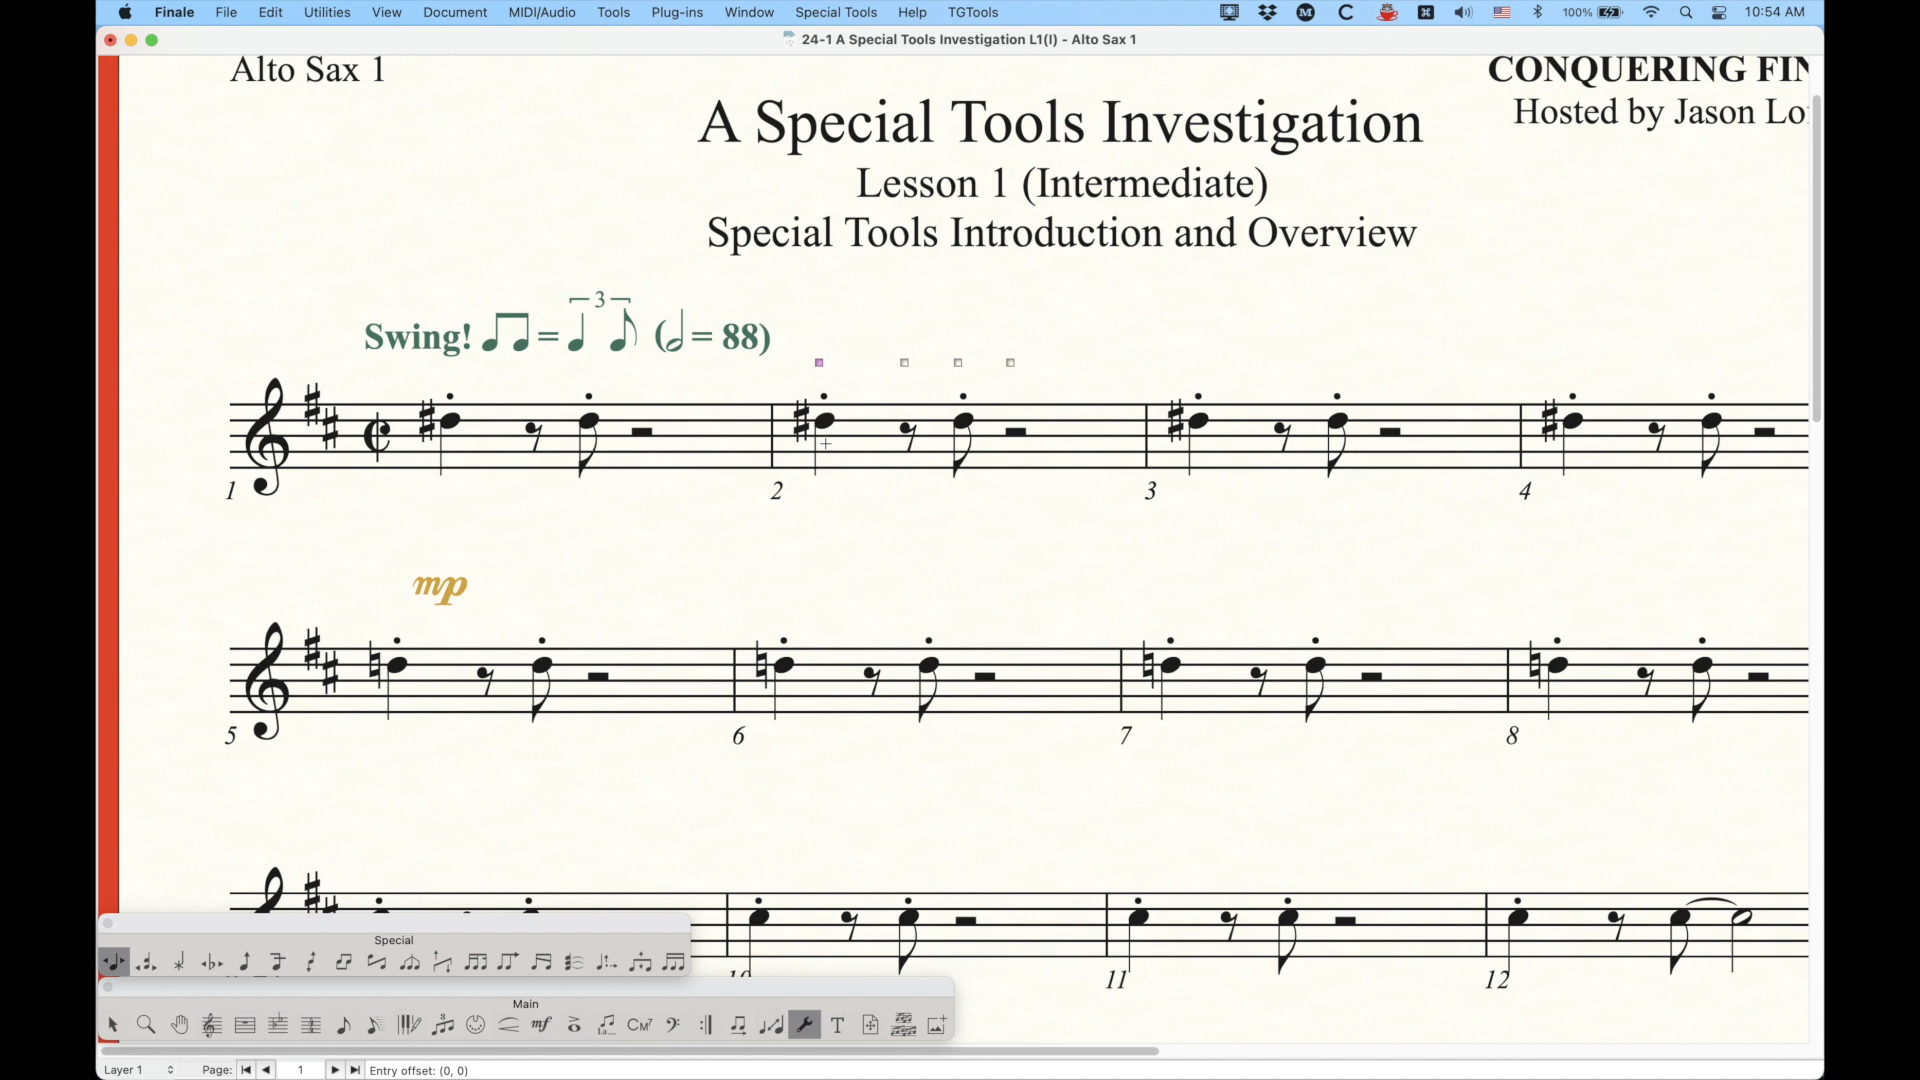 Finale File Edit Utilities View Document MIDI/Audio Tools Plug-ins Window Special Tools Help TGTools 100% 10:54 AM
24-1 A Special Tools Investigation L1(I) - Alto Sax 1
Alto Sax 1
CONQUERING FIN
Hosted by Jason Lo
A Special Tools Investigation
Lesson 1 (Intermediate)
Special Tools Introduction and Overview
3
Swing! = ( = 88)
1 2 3 4
mp
5 6 7 8
10 11 12
Special
Main
mf CM7 T
Layer 1 Page: 1 Entry offset: (0, 0)